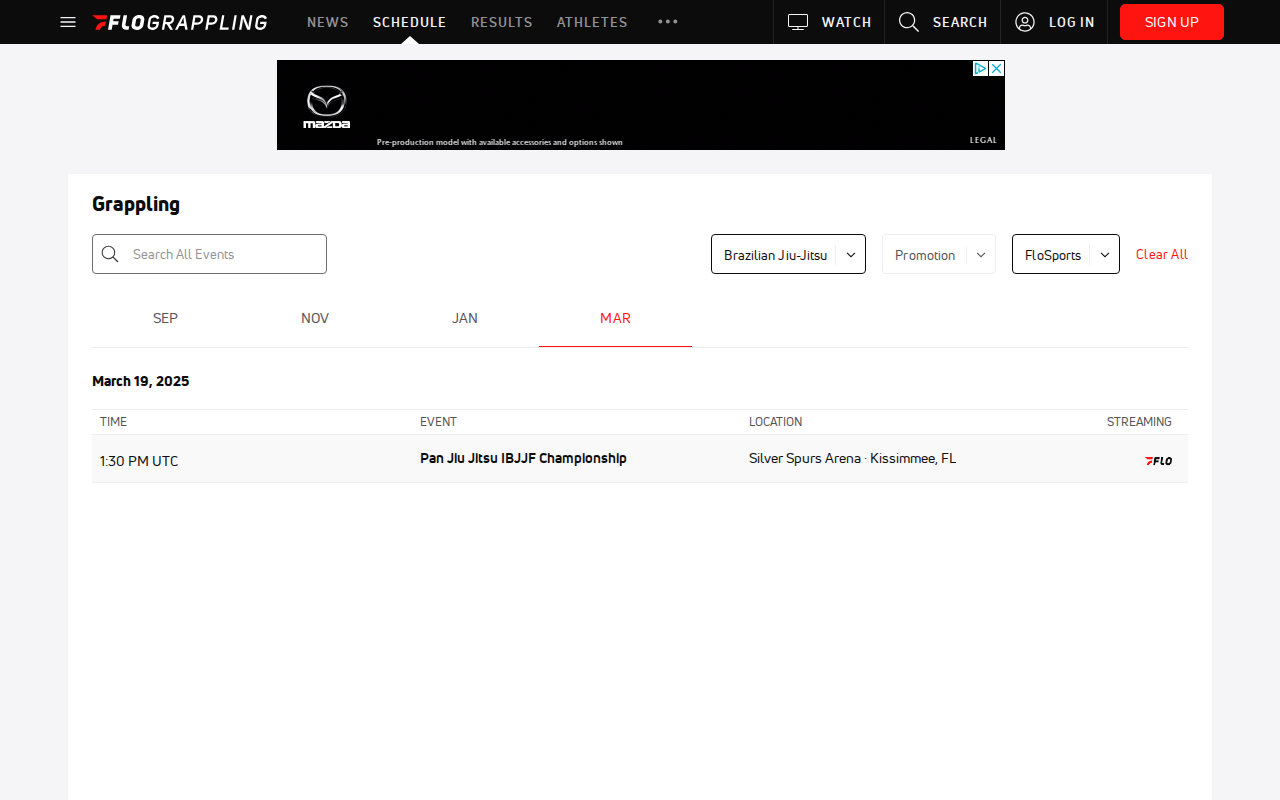 FLOGRAPPLING NEWS SCHEDULE RESULTS ATHLETES WATCH SEARCH LOG IN SIGN UP
mazda
Pre-production model with available accessories and options shown
LEGAL
Grappling
Search All Events
Brazilian Jiu-Jitsu
Promotion
FloSports
Clear All
SEP NOV JAN MAR
March 19, 2025
TIME EVENT LOCATION STREAMING
1:30 PM UTC Pan Jiu Jitsu IBJJF Championship Silver Spurs Arena · Kissimmee, FL FLO